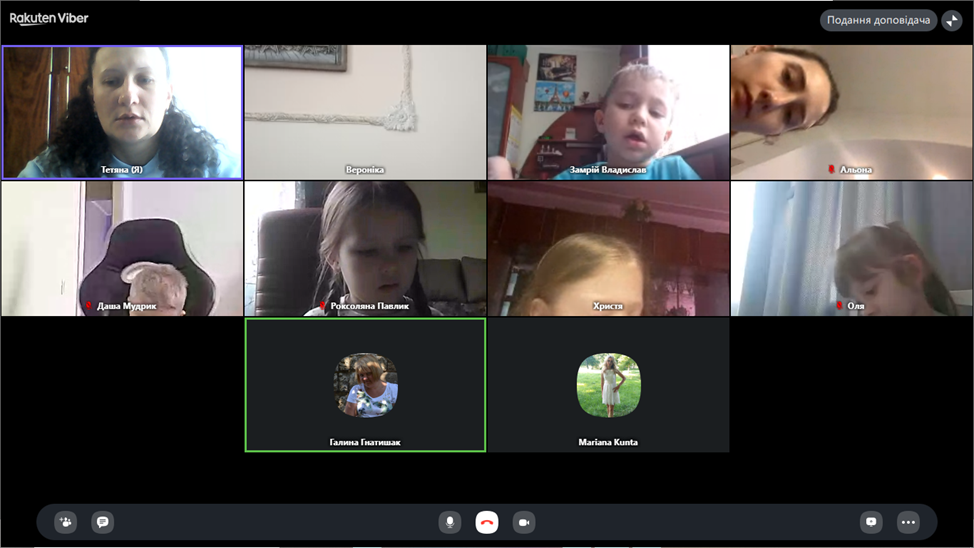 Rakuten Viber
Подання доповідача
Тетяна (Я)
Вероніка
Замрій Владислав
Альона
Даша Мудрик
Роксоляна Павлик
Христя
Оля
Галина Гнатишак
Mariana Kunta